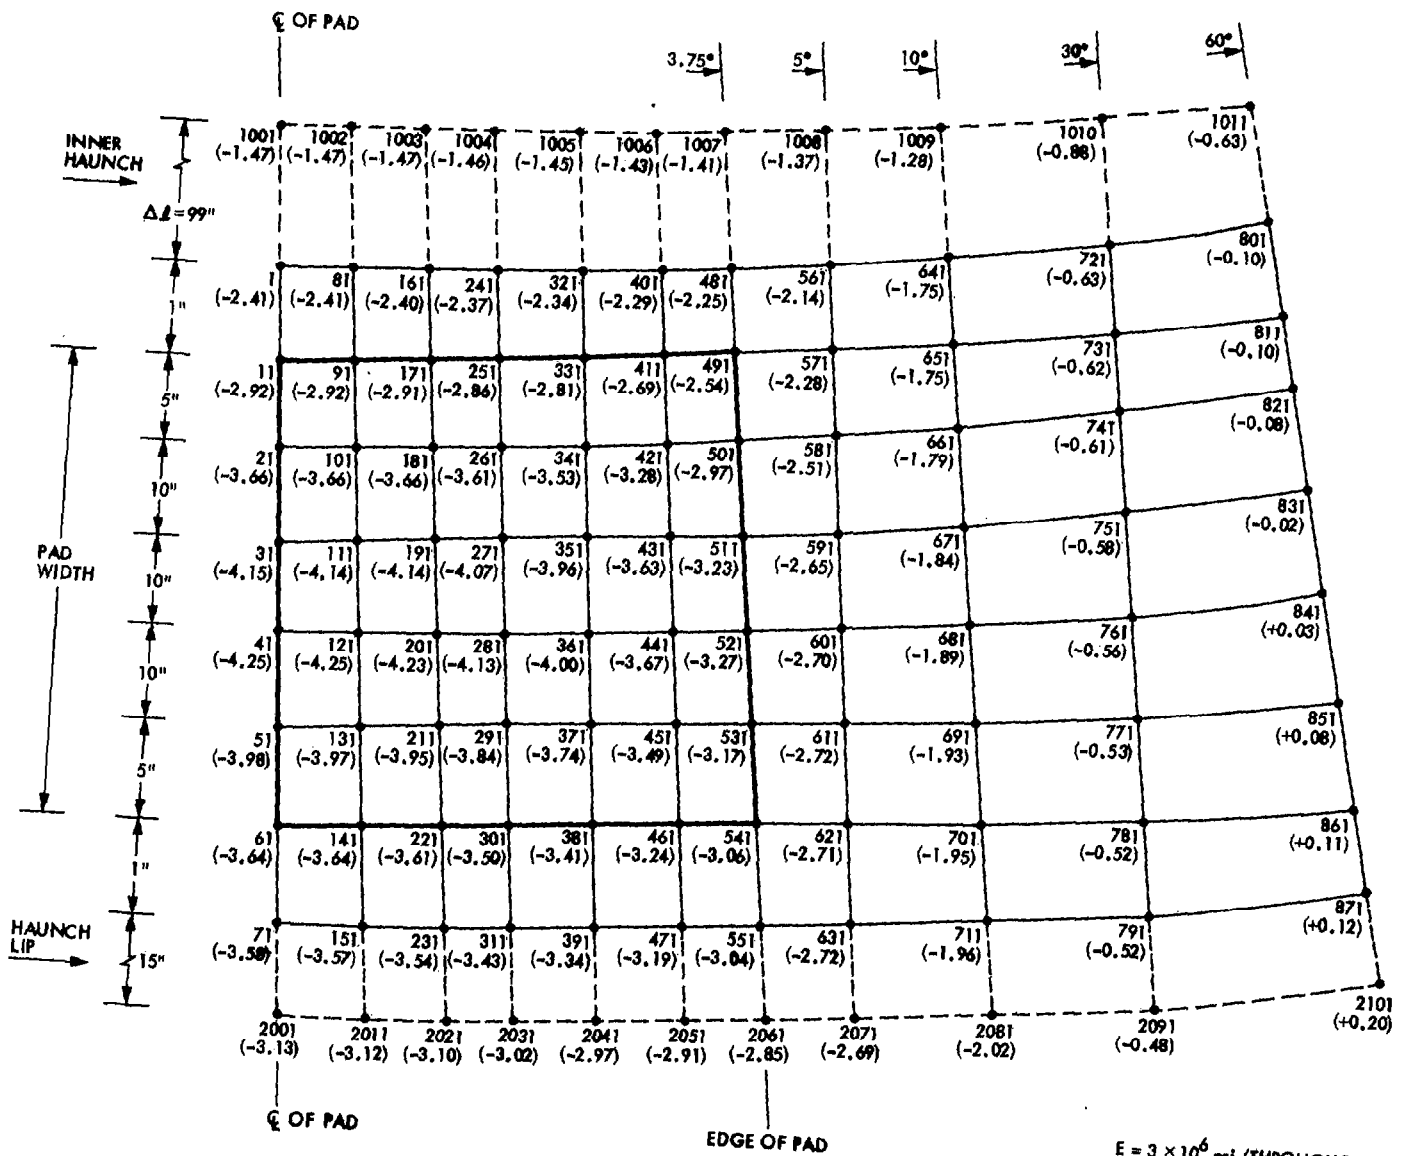 ℄ OF PAD
3.75° 5° 10° 30° 60°
INNER HAUNCH
1001 1002 1003 1004 1005 1006 1007 1008 1009 1010 1011
(-1.47) (-1.47) (-1.47) (-1.46) (-1.45) (-1.43) (-1.41) (-1.37) (-1.28) (-0.88) (-0.63)
Δℓ=99"
1 81 161 241 321 401 481 561 641 721 801
(-2.41) (-2.41) (-2.40) (-2.37) (-2.34) (-2.29) (-2.25) (-2.14) (-1.75) (-0.63) (-0.10)
1"
11 91 171 251 331 411 491 571 651 731 811
(-2.92) (-2.92) (-2.91) (-2.86) (-2.81) (-2.69) (-2.54) (-2.28) (-1.75) (-0.62) (-0.10)
5"
21 101 181 261 341 421 501 581 661 741 821
(-3.66) (-3.66) (-3.66) (-3.61) (-3.53) (-3.28) (-2.97) (-2.51) (-1.79) (-0.61) (-0.08)
10"
PAD WIDTH
31 111 191 271 351 431 511 591 671 751 831
(-4.15) (-4.14) (-4.14) (-4.07) (-3.96) (-3.63) (-3.23) (-2.65) (-1.84) (-0.58) (-0.02)
10"
41 121 201 281 361 441 521 601 681 761 841
(-4.25) (-4.25) (-4.23) (-4.13) (-4.00) (-3.67) (-3.27) (-2.70) (-1.89) (-0.56) (+0.03)
10"
51 131 211 291 371 451 531 611 691 771 851
(-3.98) (-3.97) (-3.95) (-3.84) (-3.74) (-3.49) (-3.17) (-2.72) (-1.93) (-0.53) (+0.08)
5"
61 141 221 301 381 461 541 621 701 781 861
(-3.64) (-3.64) (-3.61) (-3.50) (-3.41) (-3.24) (-3.06) (-2.71) (-1.95) (-0.52) (+0.11)
1"
HAUNCH LIP
71 151 231 311 391 471 551 631 711 791 871
(-3.58) (-3.57) (-3.54) (-3.43) (-3.34) (-3.19) (-3.04) (-2.72) (-1.96) (-0.52) (+0.12)
15"
2001 2011 2021 2031 2041 2051 2061 2071 2081 2091 2101
(-3.13) (-3.12) (-3.10) (-3.02) (-2.97) (-2.91) (-2.85) (-2.69) (-2.02) (-0.48) (+0.20)
℄ OF PAD
EDGE OF PAD
E = 3 × 10⁶